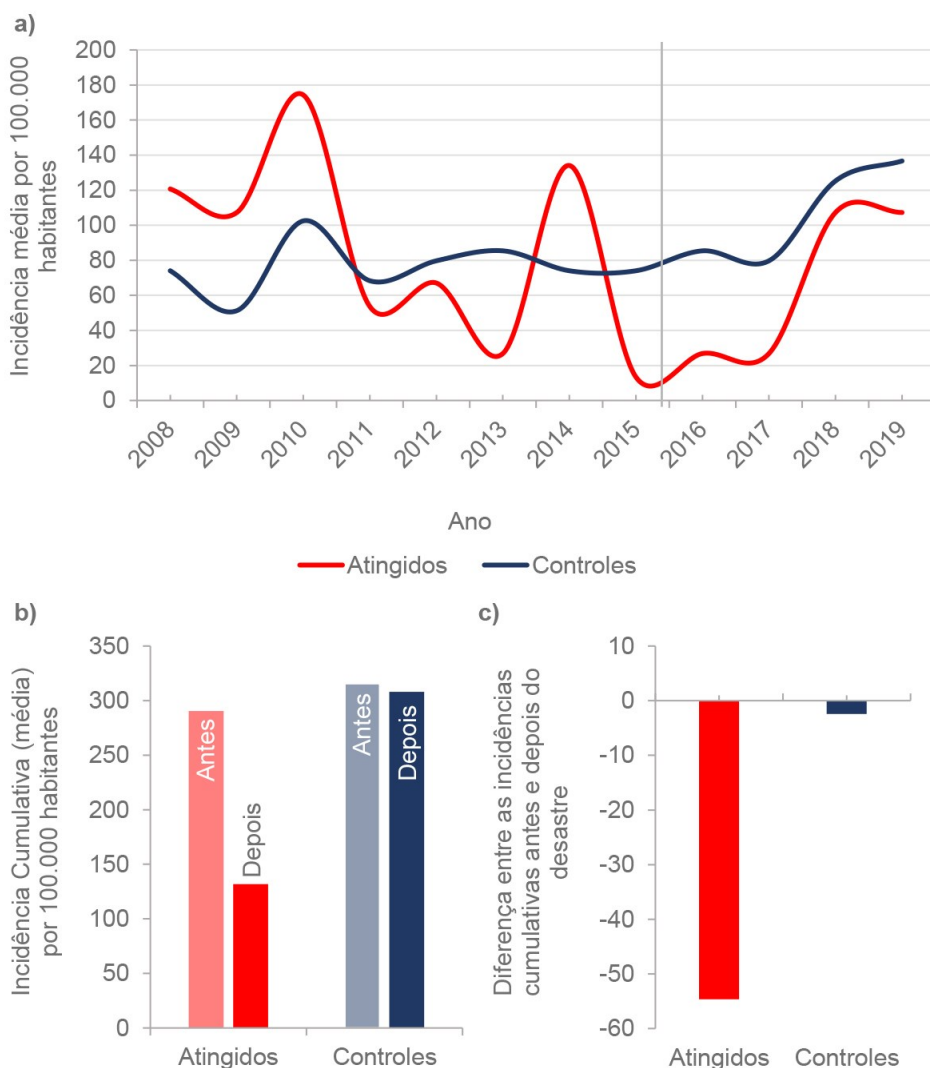 a)
Incidência média por 100.000
habitantes
200
180
160
140
120
100
80
60
40
20
0
2008
2009
2010
2011
2012
2013
2014
2015
2016
2017
2018
2019
Ano
Atingidos
Controles
b)
Incidência Cumulativa (média)
por 100.000 habitantes
350
300
250
200
150
100
50
0
Antes
Depois
Antes
Depois
Atingidos
Controles
c)
Diferença entre as incidências
cumulativas antes e depois do
desastre
10
0
-10
-20
-30
-40
-50
-60
Atingidos
Controles